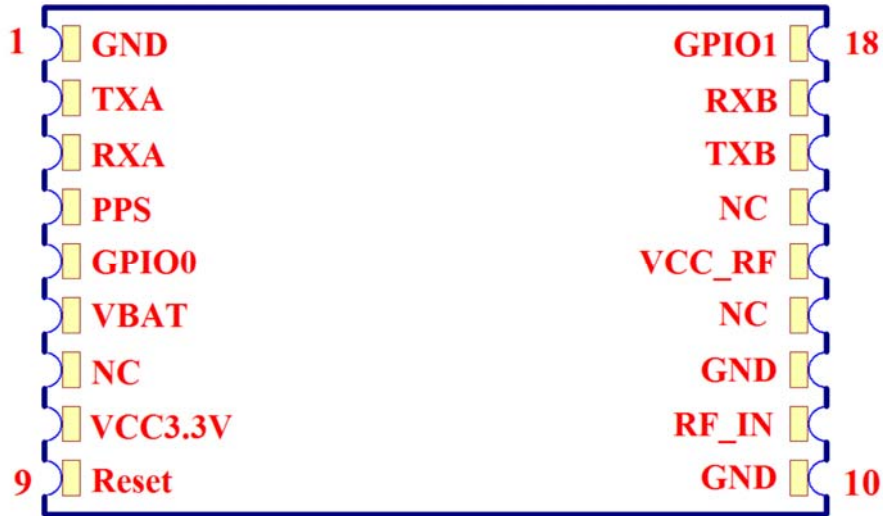 1 GND GPIO1 18
TXA RXB
RXA TXB
PPS NC
GPIO0 VCC_RF
VBAT NC
NC GND
VCC3.3V RF_IN
9 Reset GND 10